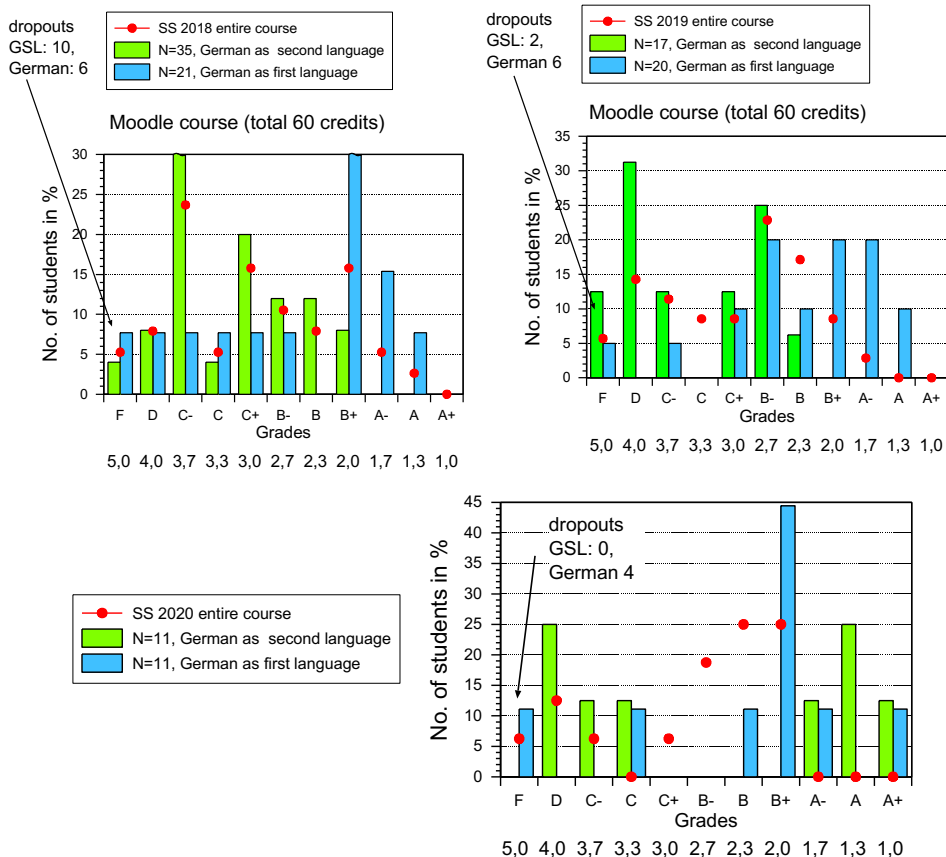 dropouts
GSL: 10,
German: 6
SS 2018 entire course
N=35, German as second language
N=21, German as first language
Moodle course (total 60 credits)
No. of students in %
30
20
15
10
5
0
F D C- C C+ B- B B+ A- A A+
Grades
5,0 4,0 3,7 3,3 3,0 2,7 2,3 2,0 1,7 1,3 1,0
dropouts
GSL: 2,
German 6
SS 2019 entire course
N=17, German as second language
N=20, German as first language
Moodle course (total 60 credits)
No. of students in %
35
30
25
20
15
10
5
0
F D C- C C+ B- B B+ A- A A+
Grades
5,0 4,0 3,7 3,3 3,0 2,7 2,3 2,0 1,7 1,3 1,0
SS 2020 entire course
N=11, German as second language
N=11, German as first language
dropouts
GSL: 0,
German 4
No. of students in %
45
40
35
30
25
20
15
10
5
0
F D C- C C+ B- B B+ A- A A+
Grades
5,0 4,0 3,7 3,3 3,0 2,7 2,3 2,0 1,7 1,3 1,0